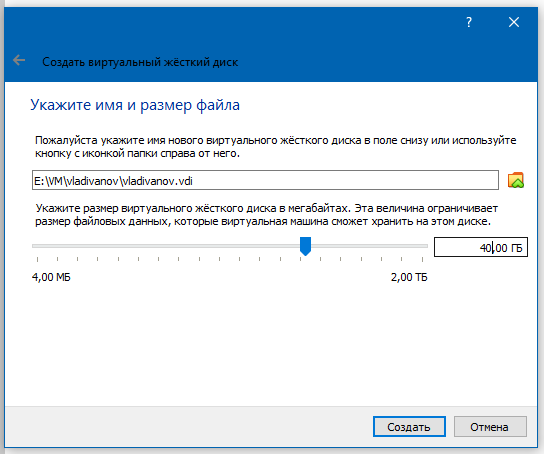 ?
Создать виртуальный жёсткий диск
Укажите имя и размер файла
Пожалуйста укажите имя нового виртуального жёсткого диска в поле снизу или используйте
кнопку с иконкой папки справа от него.
E:\VM\vladivanov\vladivanov.vdi
Укажите размер виртуального жёсткого диска в мегабайтах. Эта величина ограничивает
размер файловых данных, которые виртуальная машина сможет хранить на этом диске.
40,00 ГБ
4,00 МБ 2,00 ТБ
Создать Отмена